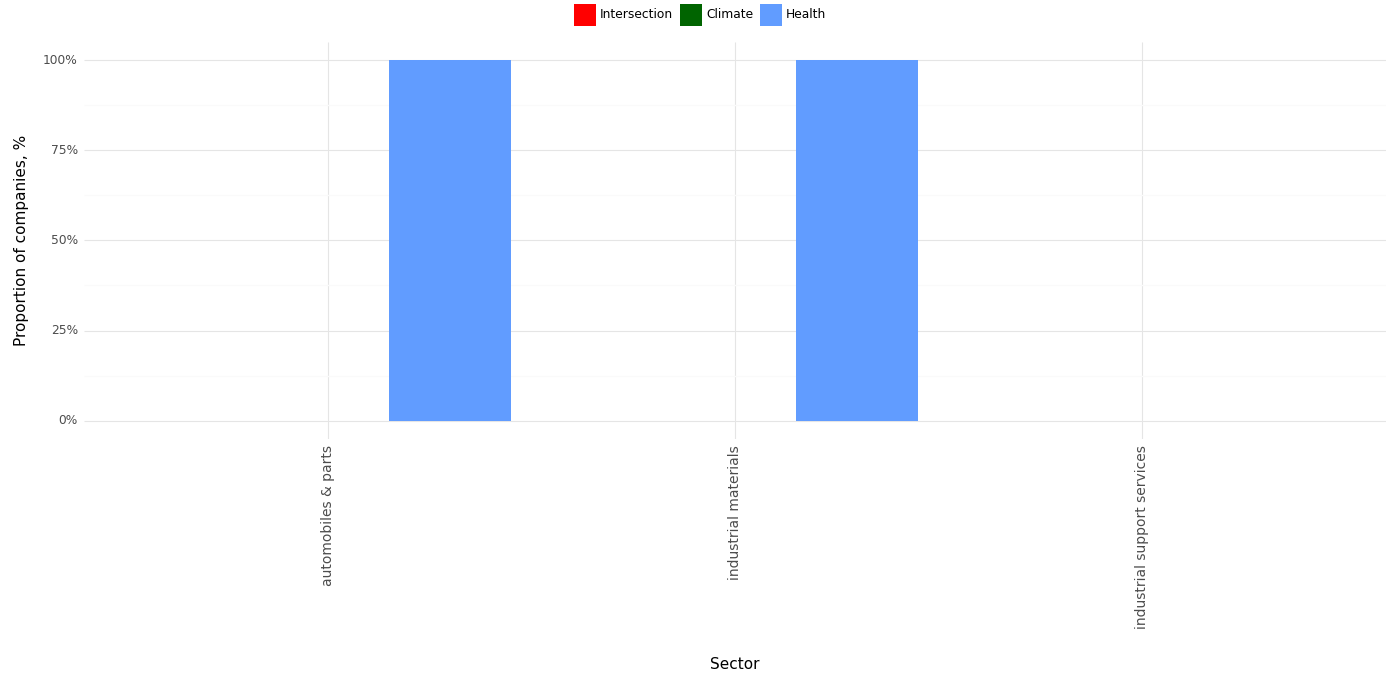 Intersection Climate Health
Proportion of companies, %
100%
75%
50%
25%
0%
automobiles & parts
industrial materials
industrial support services
Sector